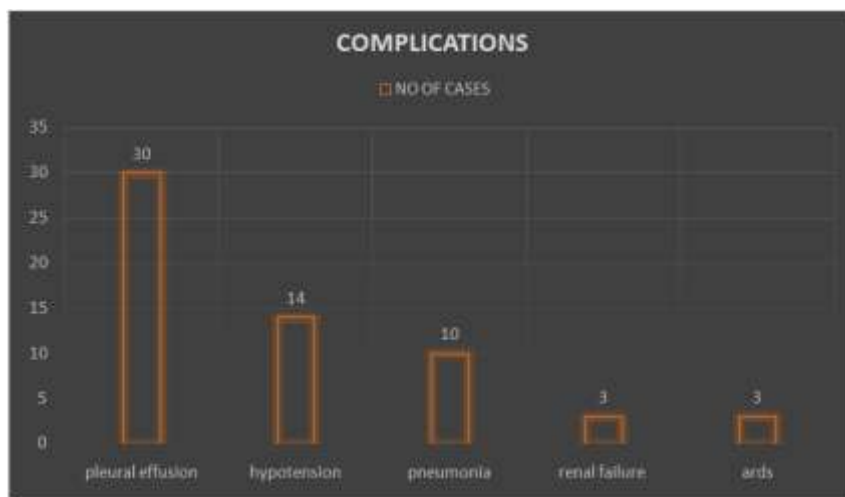 COMPLICATIONS
NO OF CASES
35
30
25
20
15
10
5
0
30
14
10
3
3
pleural effusion
hypotension
pneumonia
renal failure
ards